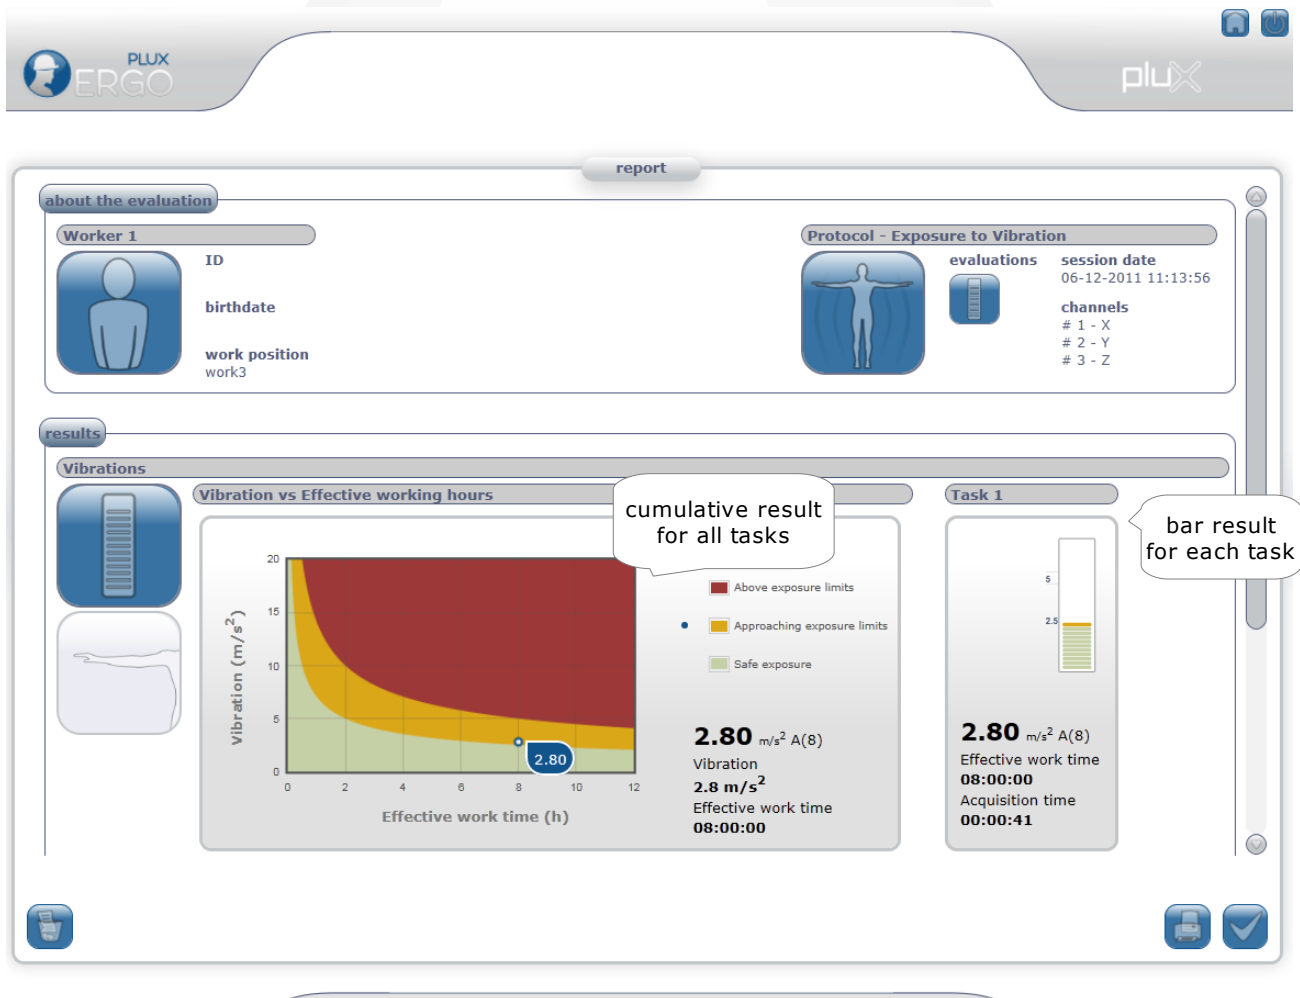 PLUX
ERGO
plux
report
about the evaluation
Worker 1
ID
birthdate
work position
work3
Protocol - Exposure to Vibration
evaluations
session date
06-12-2011 11:13:56
channels
# 1 - X
# 2 - Y
# 3 - Z
results
Vibrations
Vibration vs Effective working hours
cumulative result
for all tasks
Vibration (m/s²)
20
15
10
5
0
0 2 4 6 8 10 12
Effective work time (h)
2.80
Above exposure limits
Approaching exposure limits
Safe exposure
2.80 m/s² A(8)
Vibration
2.8 m/s²
Effective work time
08:00:00
Task 1
bar result
for each task
5
2.5
2.80 m/s² A(8)
Effective work time
08:00:00
Acquisition time
00:00:41